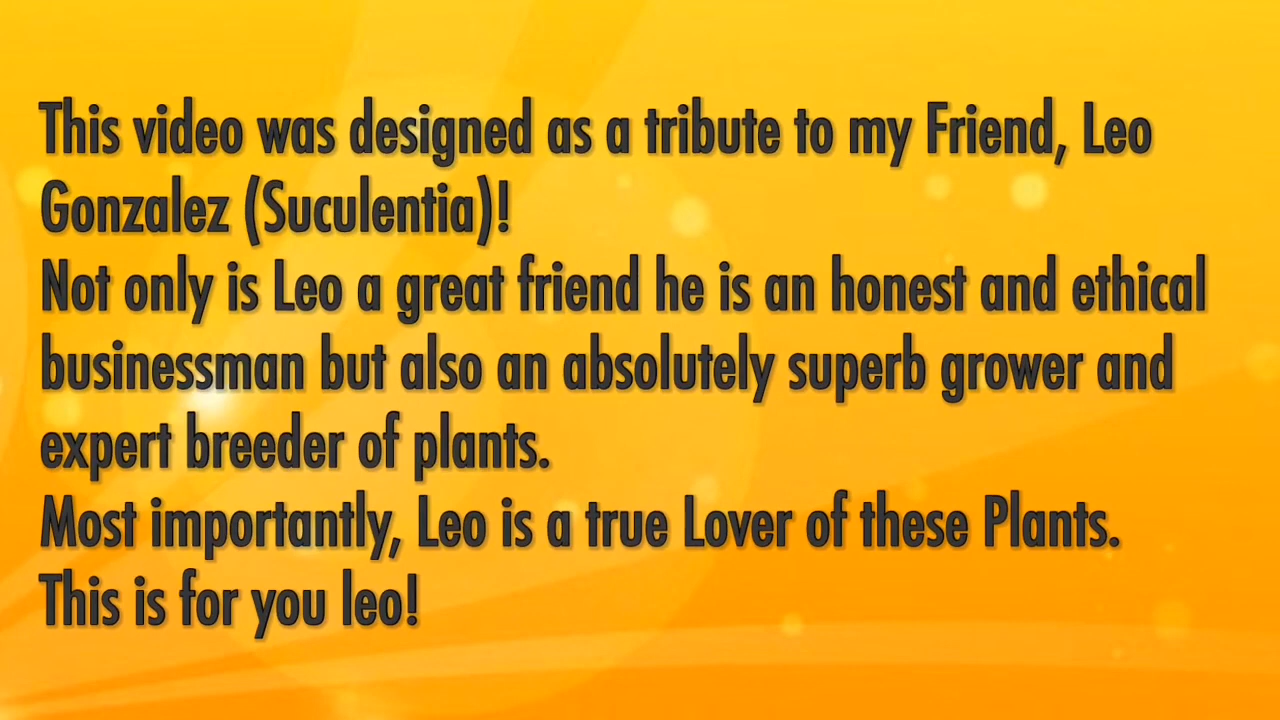 This video was designed as a tribute to my Friend, Leo
Gonzalez (Suculentia)!
Not only is Leo a great friend he is an honest and ethical
businessman but also an absolutely superb grower and
expert breeder of plants.
Most importantly, Leo is a true Lover of these Plants.
This is for you leo!